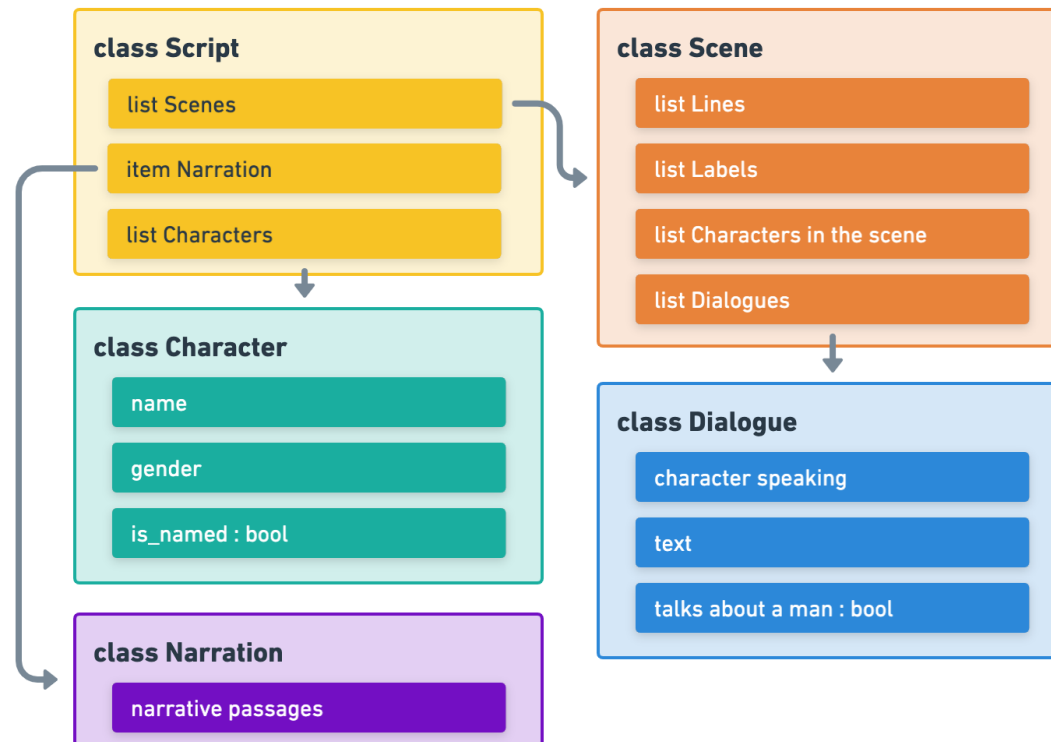 class Script
list Scenes
item Narration
list Characters
class Character
name
gender
is_named : bool
class Narration
narrative passages
class Scene
list Lines
list Labels
list Characters in the scene
list Dialogues
class Dialogue
character speaking
text
talks about a man : bool